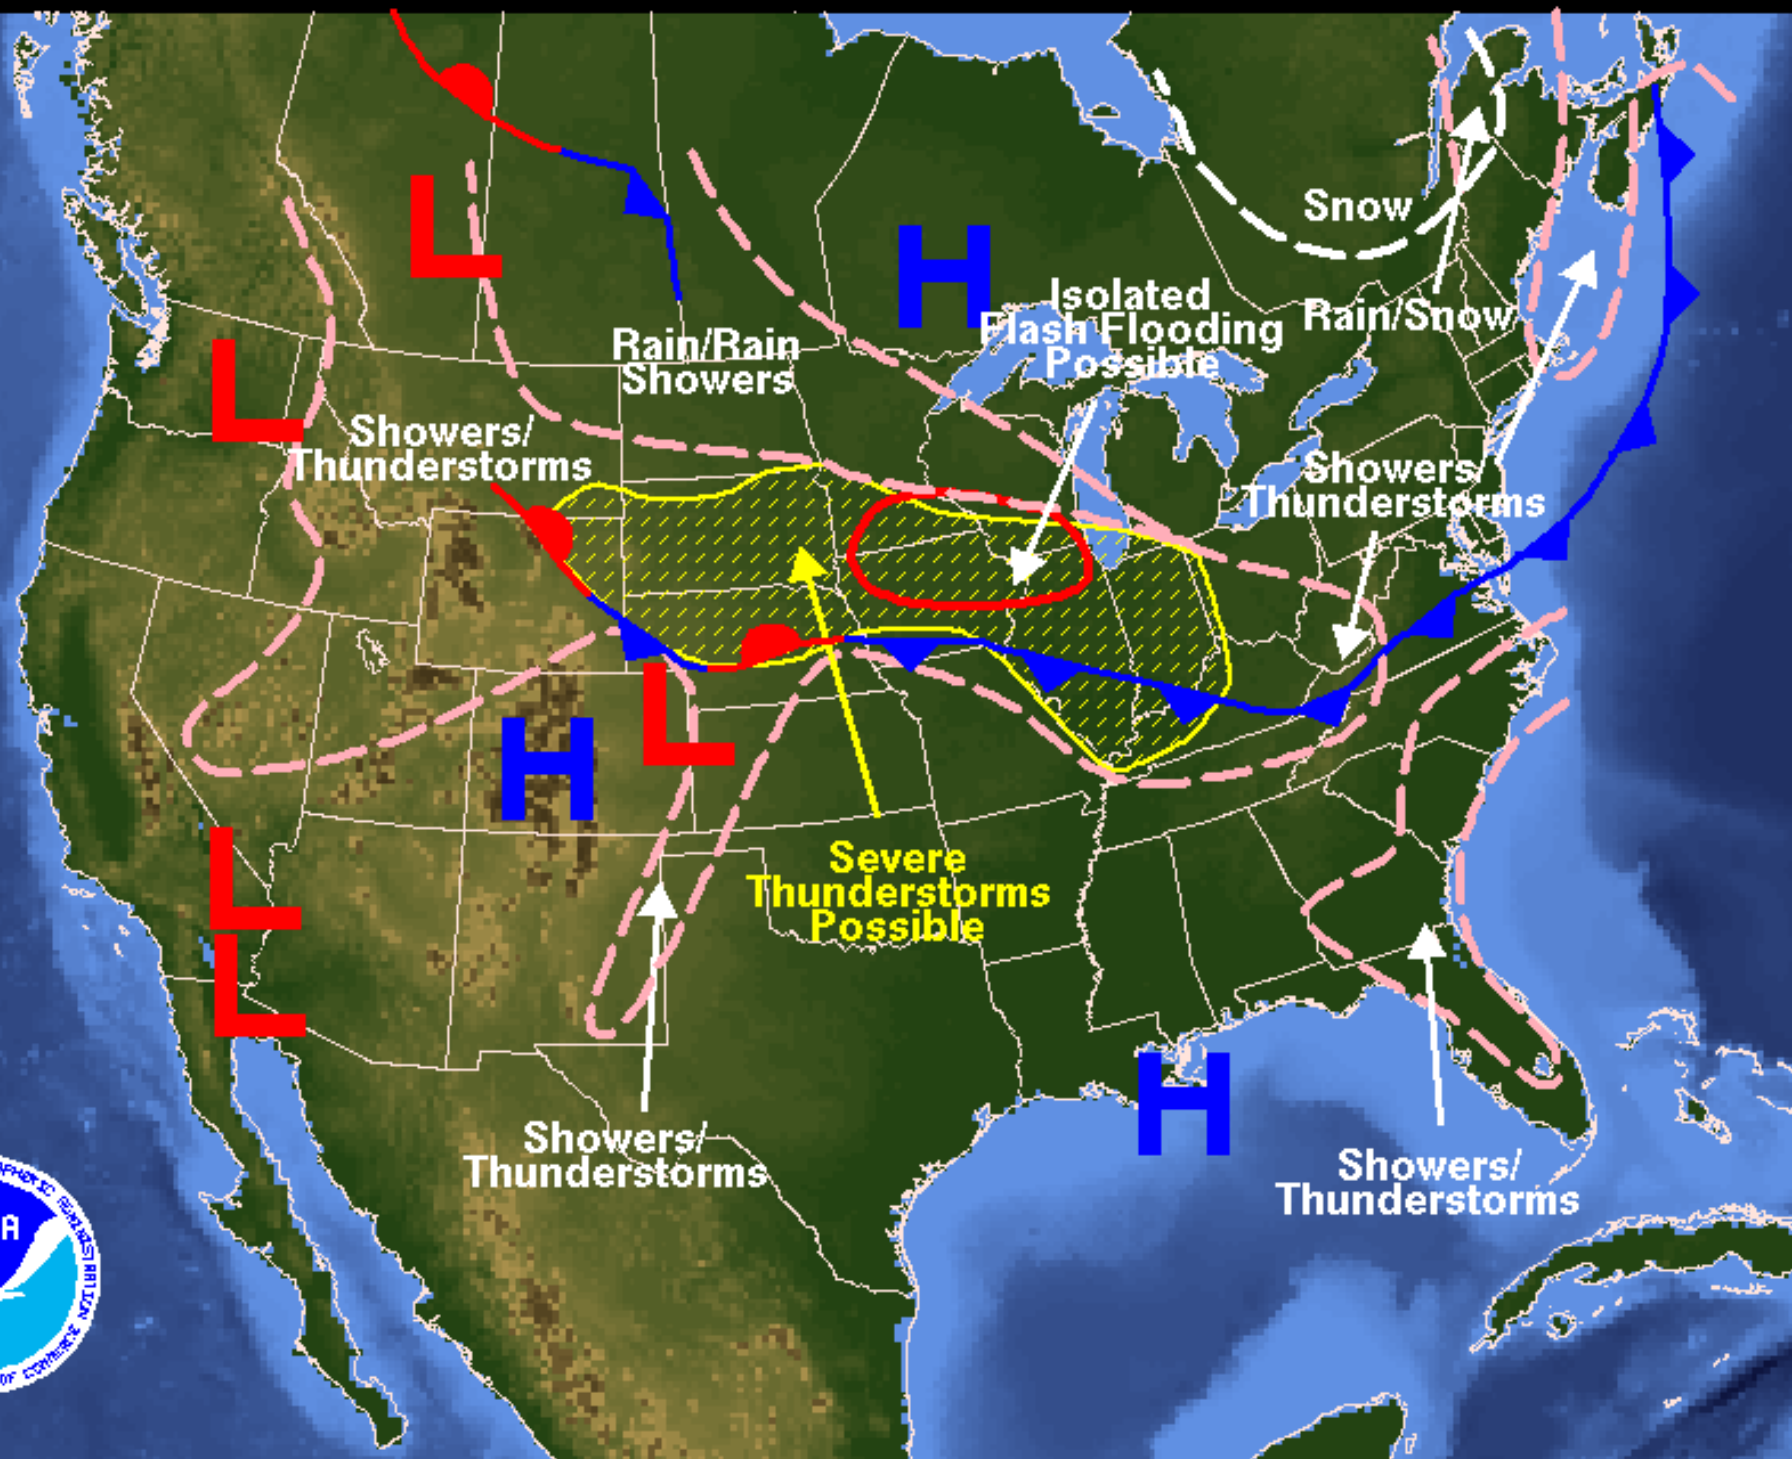 Snow
L
H
Isolated
Flash Flooding
Possible
Rain/Snow
Rain/Rain
Showers
L
Showers/
Thunderstorms
Showers/
Thunderstorms
L
H
L
Severe
Thunderstorms
Possible
L
H
Showers/
Thunderstorms
Showers/
Thunderstorms
A